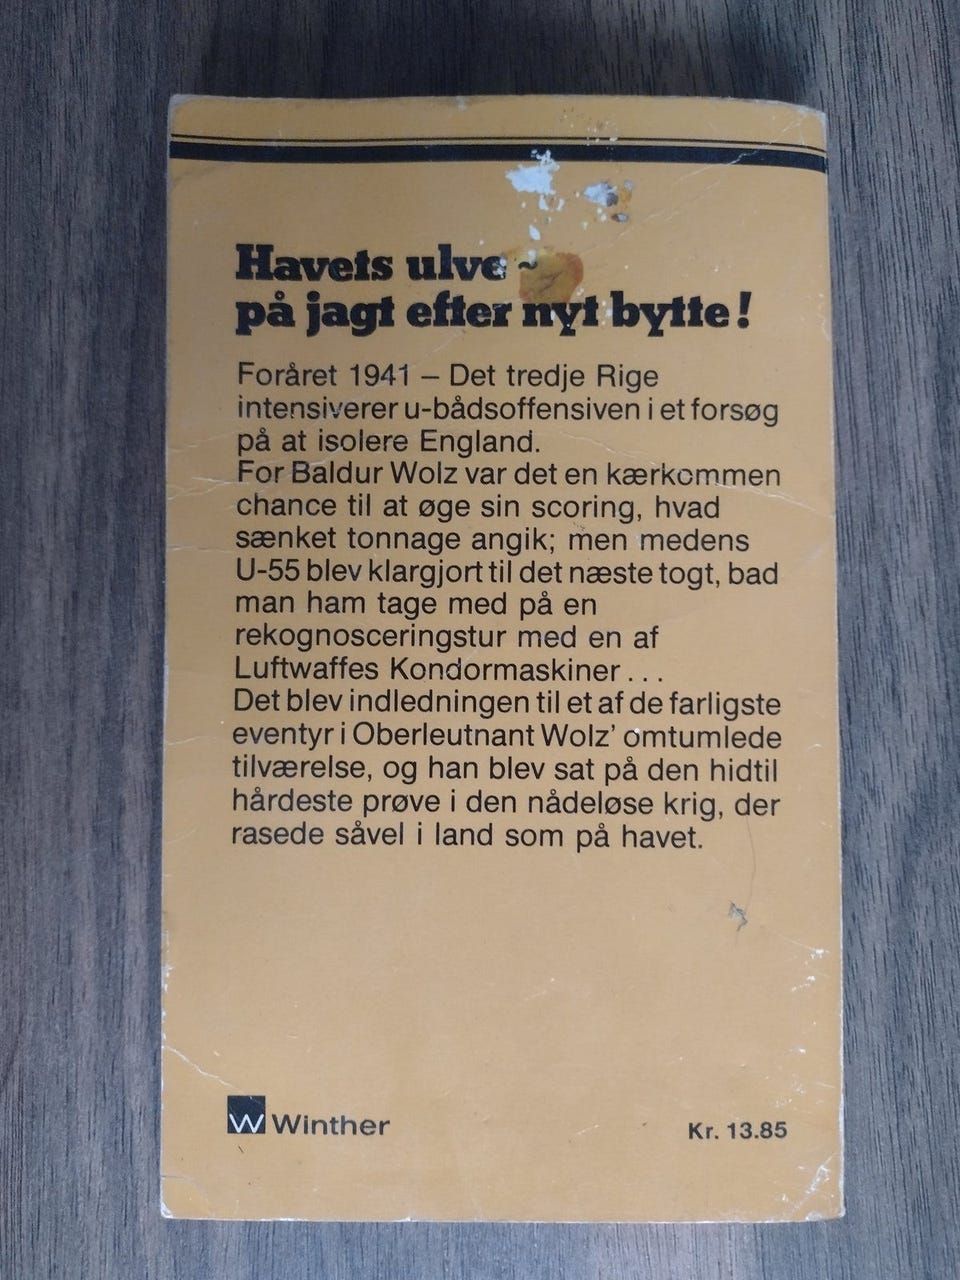 Havets ulve ~
på jagt efter nyt bytte!
Foråret 1941 – Det tredje Rige
intensiverer u-bådsoffensiven i et forsøg
på at isolere England.
For Baldur Wolz var det en kærkommen
chance til at øge sin scoring, hvad
sænket tonnage angik; men medens
U-55 blev klargjort til det næste togt, bad
man ham tage med på en
rekognosceringstur med en af
Luftwaffes Kondormaskiner...
Det blev indledningen til et af de farligste
eventyr i Oberleutnant Wolz’ omtumlede
tilværelse, og han blev sat på den hidtil
hårdeste prøve i den nådeløse krig, der
rasede såvel i land som på havet.
W Winther
Kr. 13.85